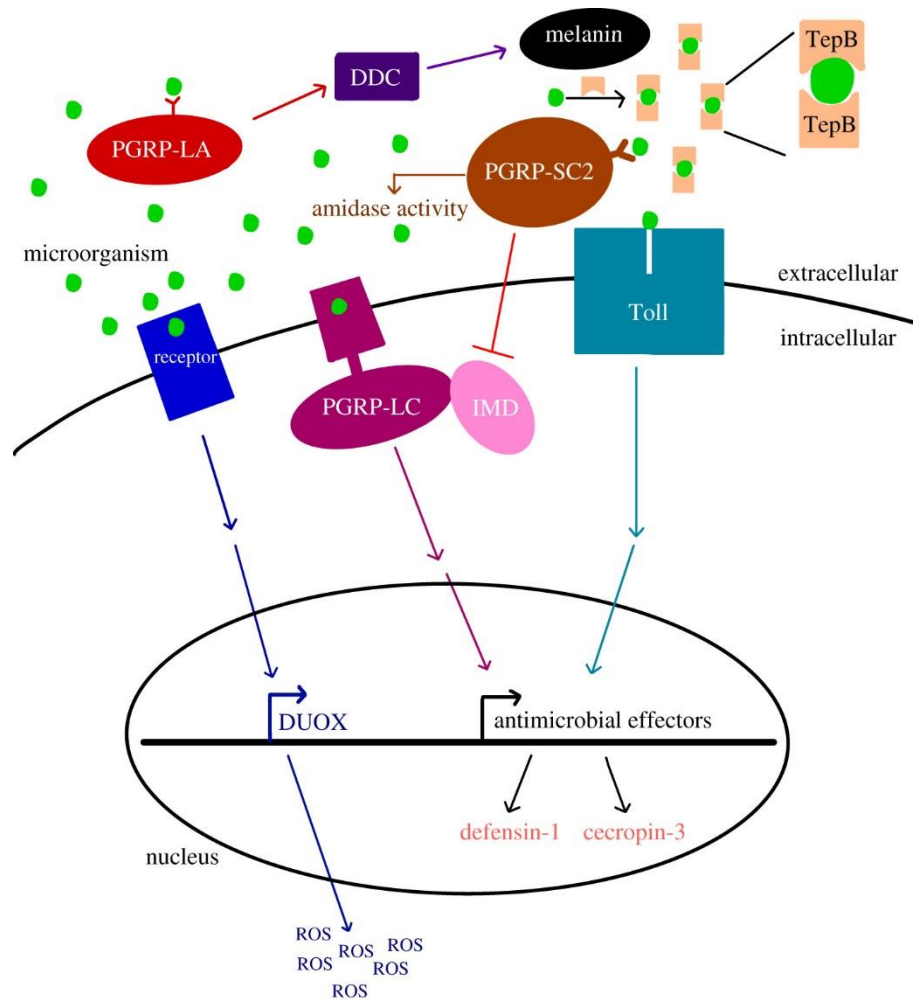 melanin
TepB
DDC
TepB
PGRP-LA
PGRP-SC2
amidase activity
microorganism
extracellular
Toll
intracellular
receptor
PGRP-LC
IMD
DUOX
antimicrobial effectors
defensin-1
cecropin-3
nucleus
ROS
ROS
ROS
ROS
ROS
ROS